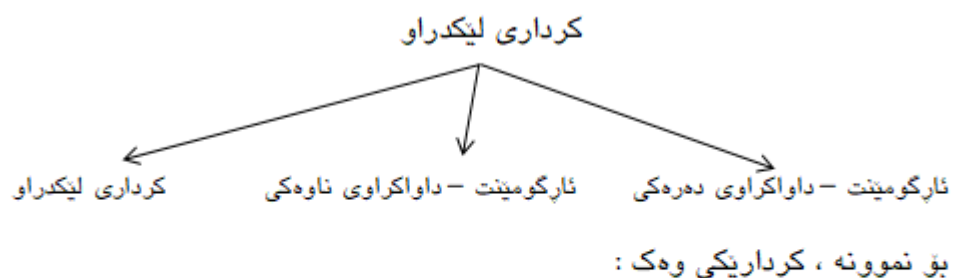 کرداری لێکدراو
ئارگومێنت – داواکراوی دەرەکی ئارگومێنت – داواکراوی ناوەکی کرداری لێکدراو
بۆ نموونە ، کردارێکی وەک :